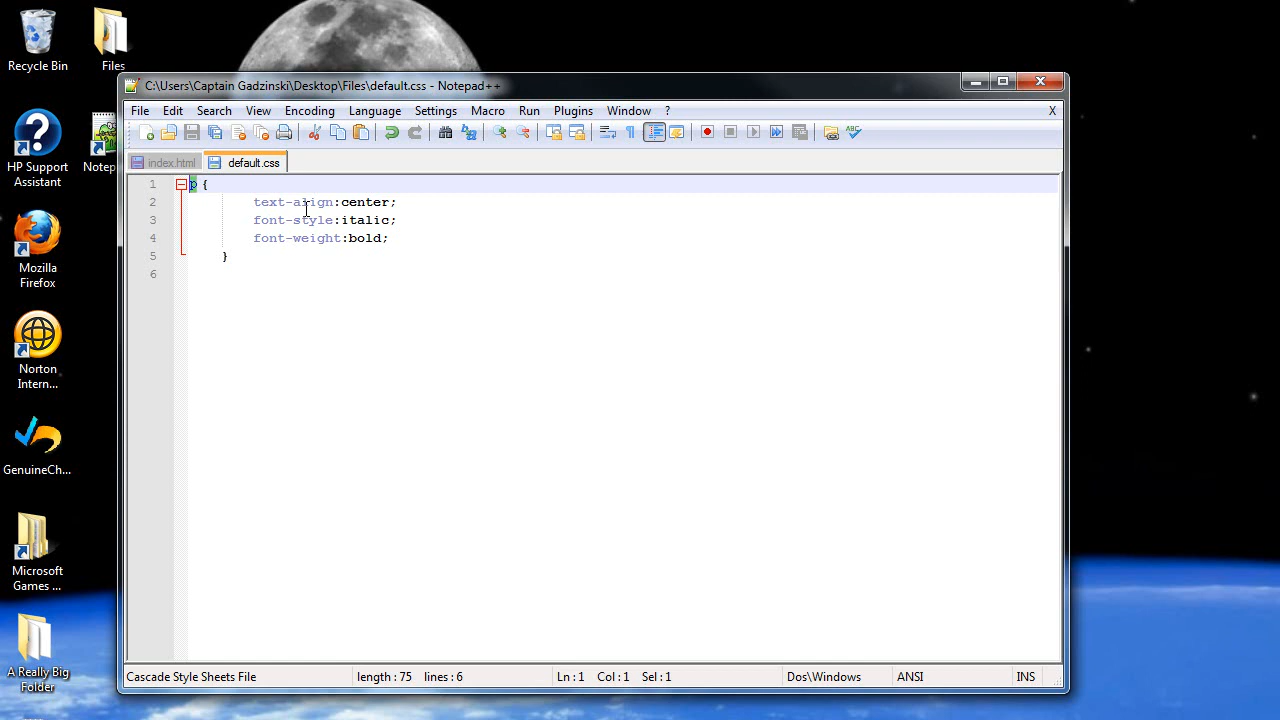 Recycle Bin
Files
HP Support
Assistant
Notep
Mozilla
Firefox
Norton
Intern...
GenuineCh...
Microsoft
Games ...
A Really Big
Folder
C:\Users\Captain Gadzinski\Desktop\Files\default.css - Notepad++
File Edit Search View Encoding Language Settings Macro Run Plugins Window ? X
ABC
index.html default.css
1 p {
2 text-align:center;
3 font-style:italic;
4 font-weight:bold;
5 }
6
Cascade Style Sheets File length : 75 lines : 6 Ln : 1 Col : 1 Sel : 1 Dos\Windows ANSI INS